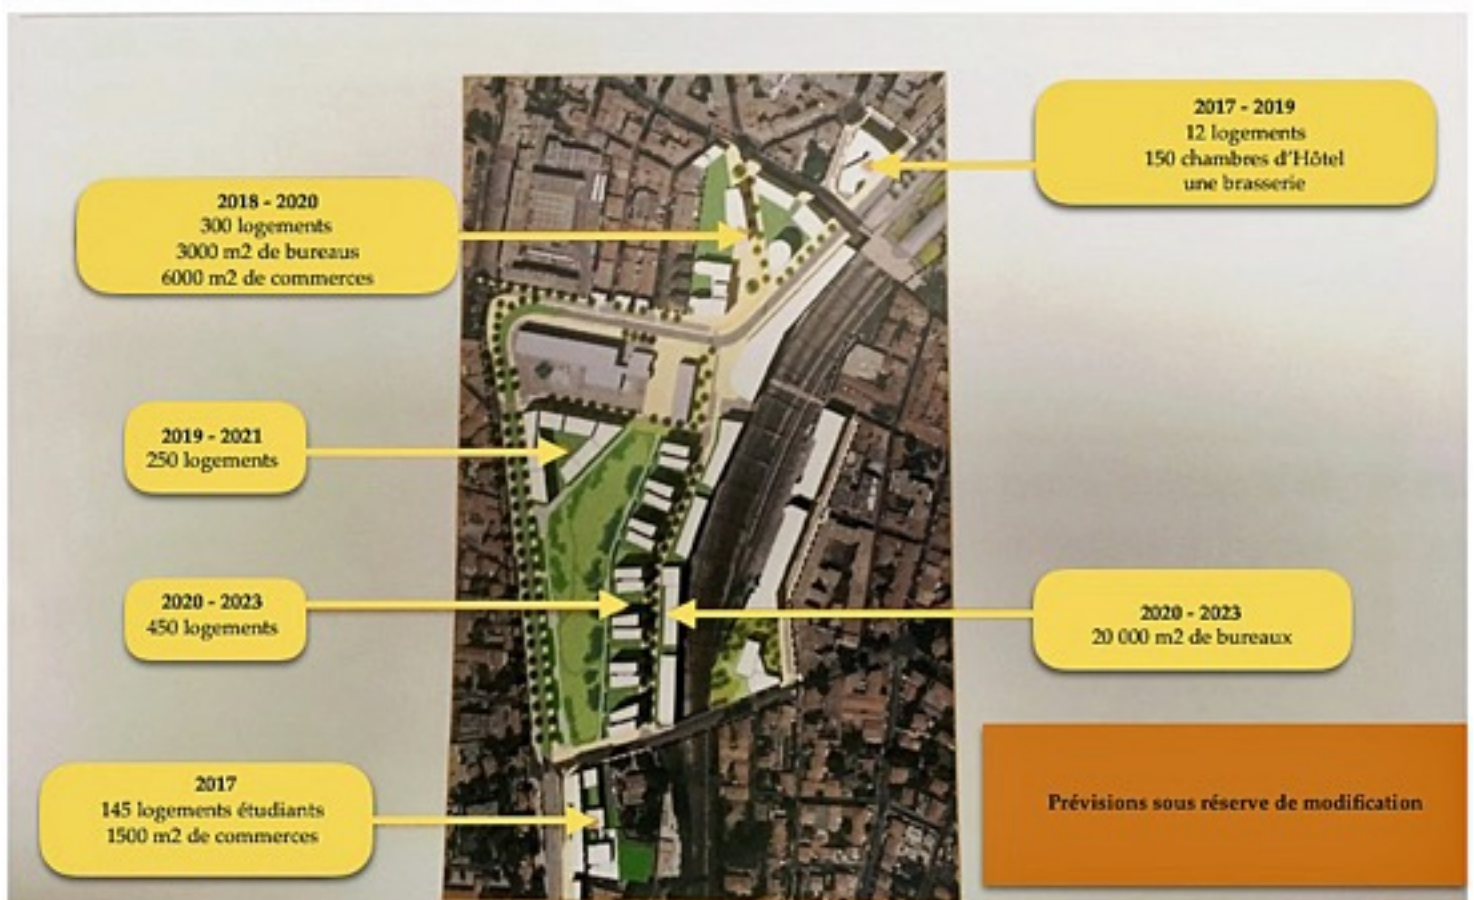 2017 - 2019
12 logements
150 chambres d'Hôtel
une brasserie
2018 - 2020
300 logements
3000 m2 de bureaus
6000 m2 de commerces
2019 - 2021
250 logements
2020 - 2023
450 logements
2020 - 2023
20 000 m2 de bureaux
2017
145 logements étudiants
1500 m2 de commerces
Prévisions sous réserve de modification